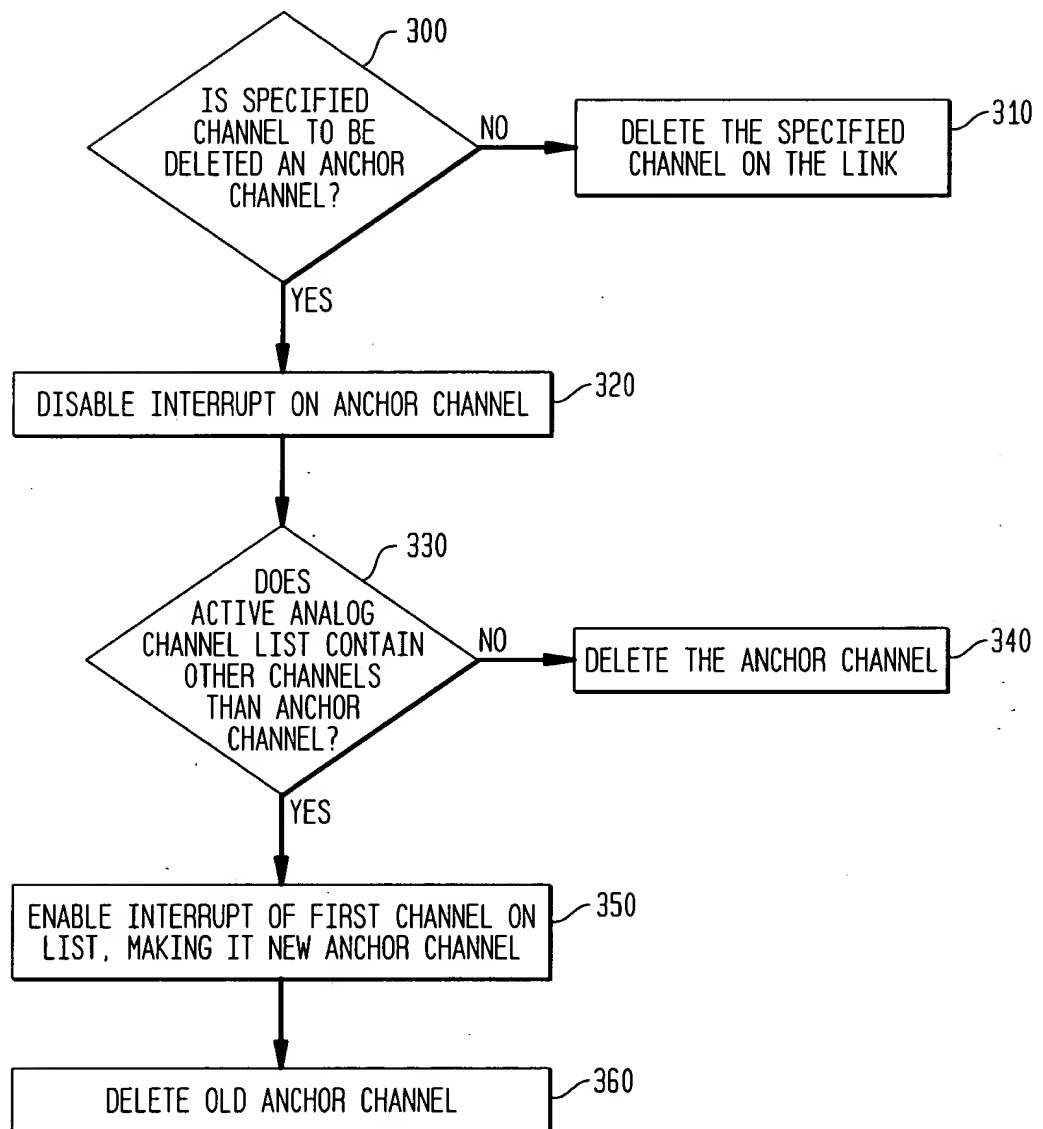 300
IS SPECIFIED
CHANNEL TO BE
DELETED AN ANCHOR
CHANNEL?
NO
DELETE THE SPECIFIED
CHANNEL ON THE LINK
310
YES
DISABLE INTERRUPT ON ANCHOR CHANNEL
320
330
DOES
ACTIVE ANALOG
CHANNEL LIST CONTAIN
OTHER CHANNELS
THAN ANCHOR
CHANNEL?
NO
DELETE THE ANCHOR CHANNEL
340
YES
ENABLE INTERRUPT OF FIRST CHANNEL ON
LIST, MAKING IT NEW ANCHOR CHANNEL
350
DELETE OLD ANCHOR CHANNEL
360